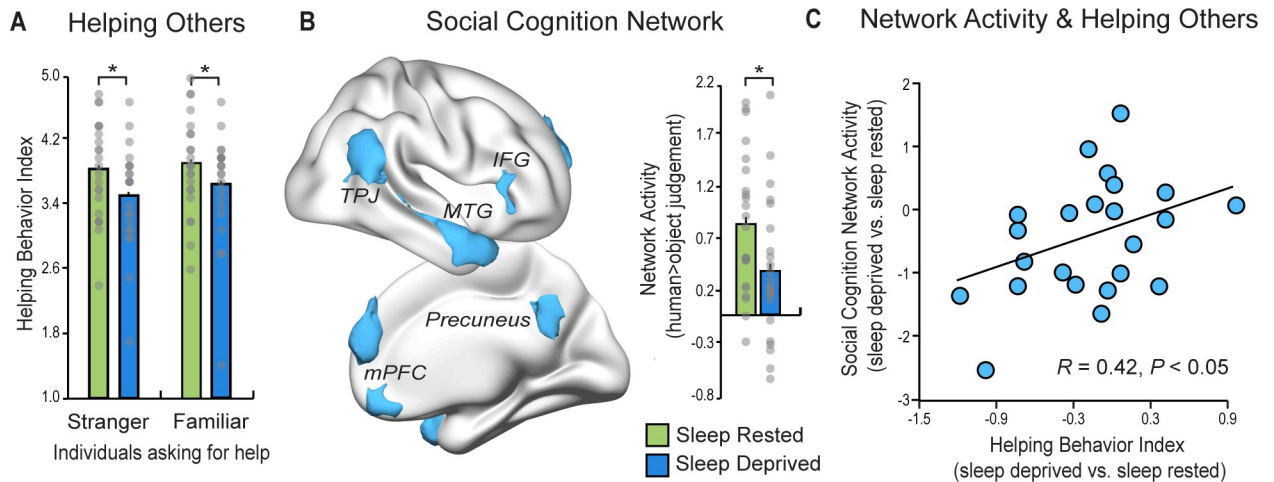 A Helping Others
Helping Behavior Index
5.0
4.2
3.4
2.6
1.8
1.0
*
*
Stranger Familiar
Individuals asking for help
B Social Cognition Network
TPJ
IFG
MTG
Precuneus
mPFC
Network Activity
(human>object judgement)
2.2
1.7
1.2
0.7
0.2
-0.3
-0.8
*
Sleep Rested
Sleep Deprived
C Network Activity & Helping Others
Social Cognition Network Activity
(sleep deprived vs. sleep rested)
2
1
0
-1
-2
-3
R = 0.42, P < 0.05
-1.5 -0.9 -0.3 0.3 0.9
Helping Behavior Index
(sleep deprived vs. sleep rested)